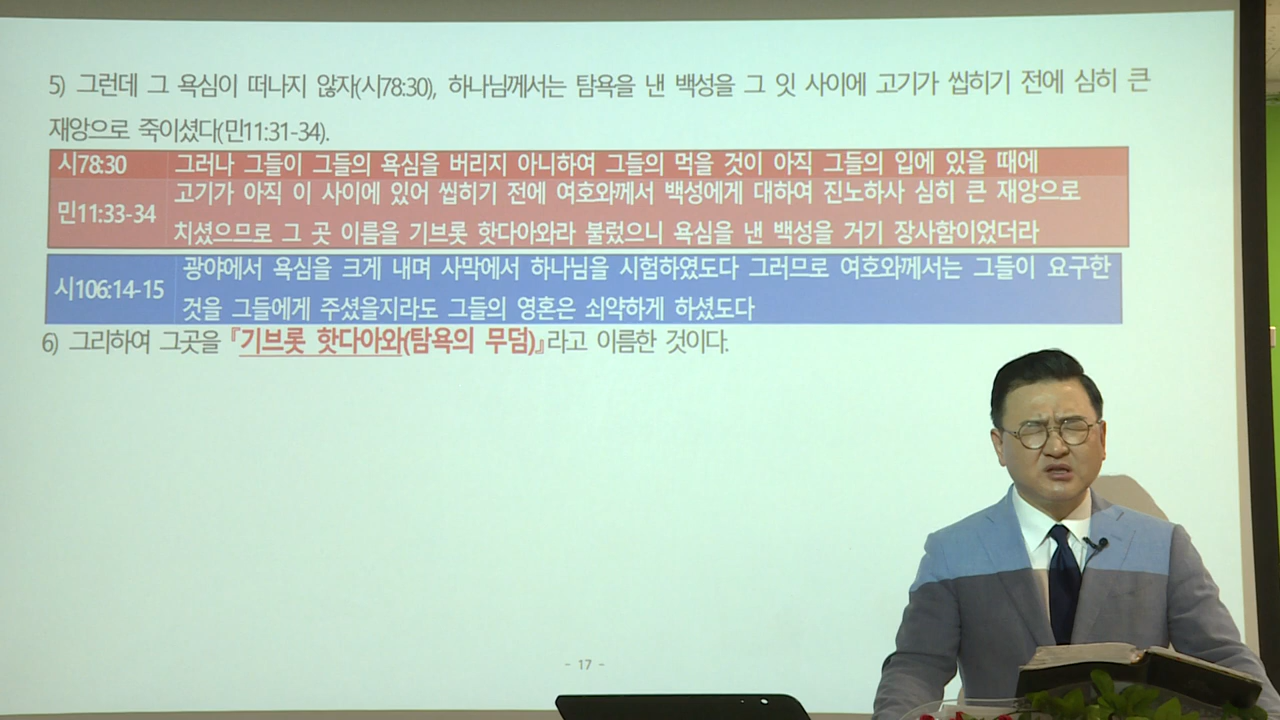 5) 그런데 그 욕심이 떠나지 않자(시78:30), 하나님께서는 탐욕을 낸 백성을 그 잇 사이에 고기가 씹히기 전에 심히 큰
재앙으로 죽이셨다(민11:31-34).
시78:30 그러나 그들이 그들의 욕심을 버리지 아니하여 그들의 먹을 것이 아직 그들의 입에 있을 때에
민11:33-34 고기가 아직 이 사이에 있어 씹히기 전에 여호와께서 백성에게 대하여 진노하사 심히 큰 재앙으로
치셨으므로 그 곳 이름을 기브롯 핫다아와라 불렀으니 욕심을 낸 백성을 거기 장사함이었더라
시106:14-15 광야에서 욕심을 크게 내며 사막에서 하나님을 시험하였도다 그러므로 여호와께서는 그들이 요구한
것을 그들에게 주셨을지라도 그들의 영혼은 쇠약하게 하셨도다
6) 그리하여 그곳을 『기브롯 핫다아와(탐욕의 무덤)』라고 이름한 것이다.
- 17 -